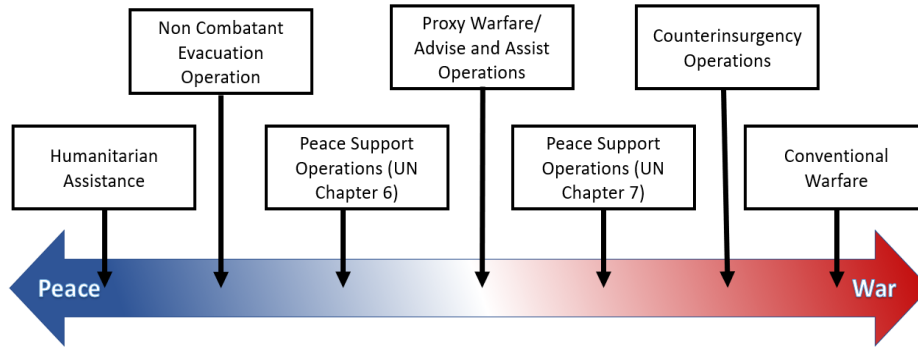 Non Combatant
Evacuation
Operation
Proxy Warfare/
Advise and Assist
Operations
Counterinsurgency
Operations
Humanitarian
Assistance
Peace Support
Operations (UN
Chapter 6)
Peace Support
Operations (UN
Chapter 7)
Conventional
Warfare
Peace
War